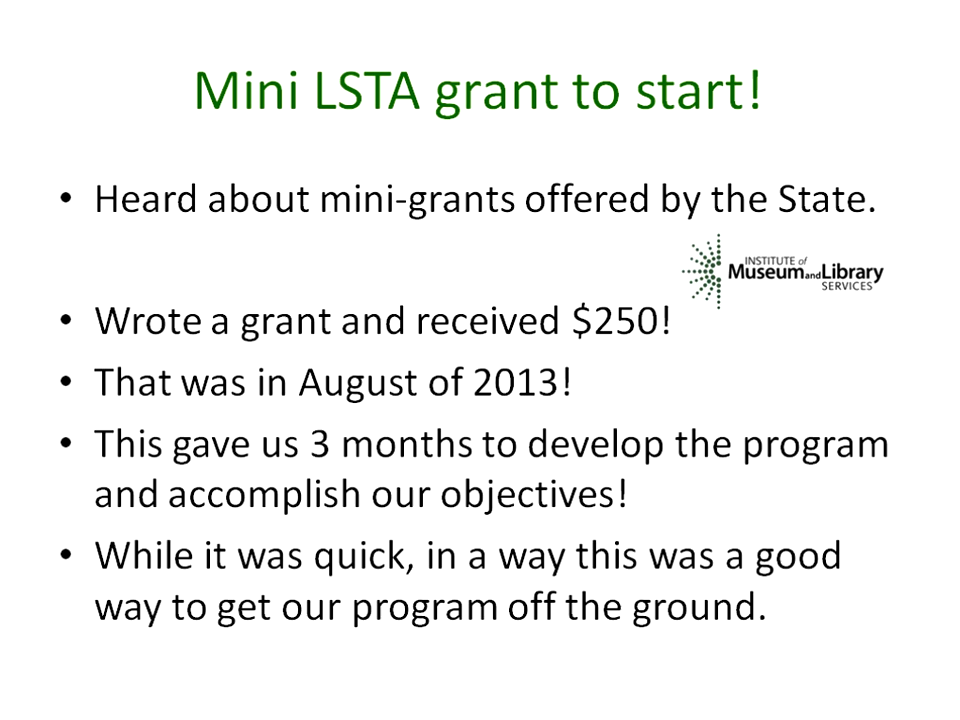 Mini LSTA grant to start!
• Heard about mini-grants offered by the State.
INSTITUTE of
Museum and Library
SERVICES
• Wrote a grant and received $250!
• That was in August of 2013!
• This gave us 3 months to develop the program
and accomplish our objectives!
• While it was quick, in a way this was a good
way to get our program off the ground.